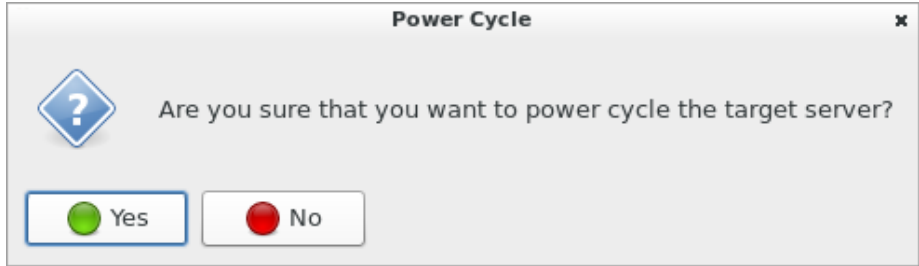 Power Cycle
Are you sure that you want to power cycle the target server?
Yes
No